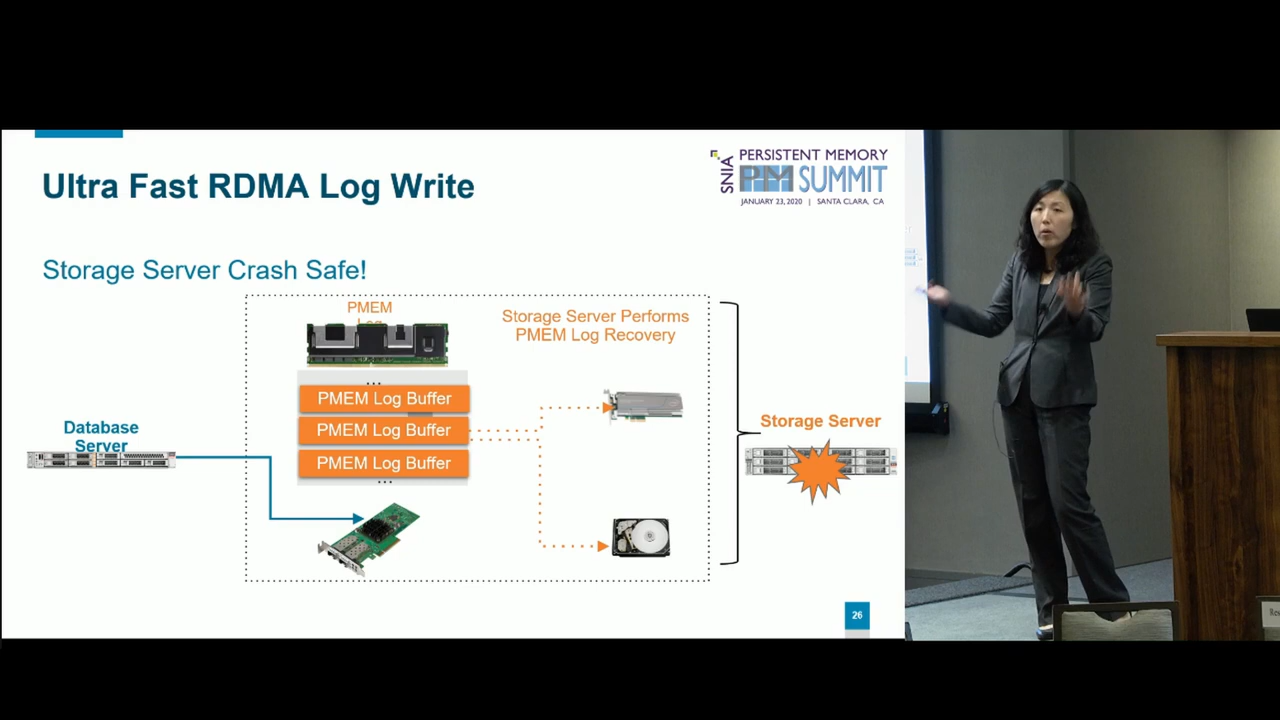 Ultra Fast RDMA Log Write
SNIA
PERSISTENT MEMORY
PM SUMMIT
JANUARY 23, 2020 | SANTA CLARA, CA
Storage Server Crash Safe!
PMEM
Log
Storage Server Performs
PMEM Log Recovery
...
PMEM Log Buffer
PMEM Log Buffer
PMEM Log Buffer
...
Database
Server
Storage Server
26